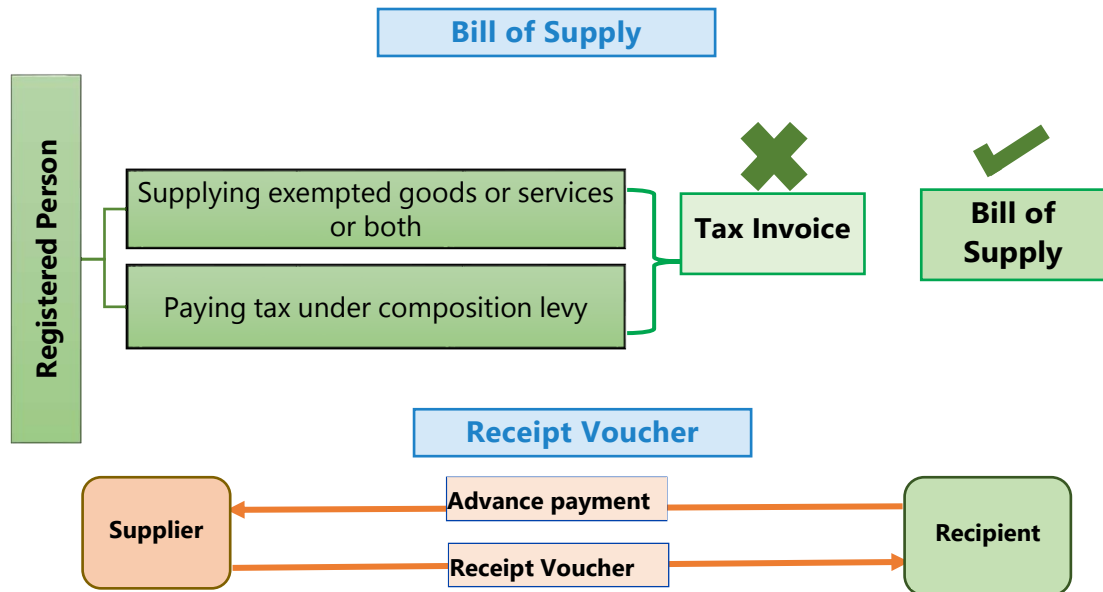 Bill of Supply
Registered Person
Supplying exempted goods or services
or both
Paying tax under composition levy
Tax Invoice
Bill of
Supply
Receipt Voucher
Supplier
Advance payment
Receipt Voucher
Recipient